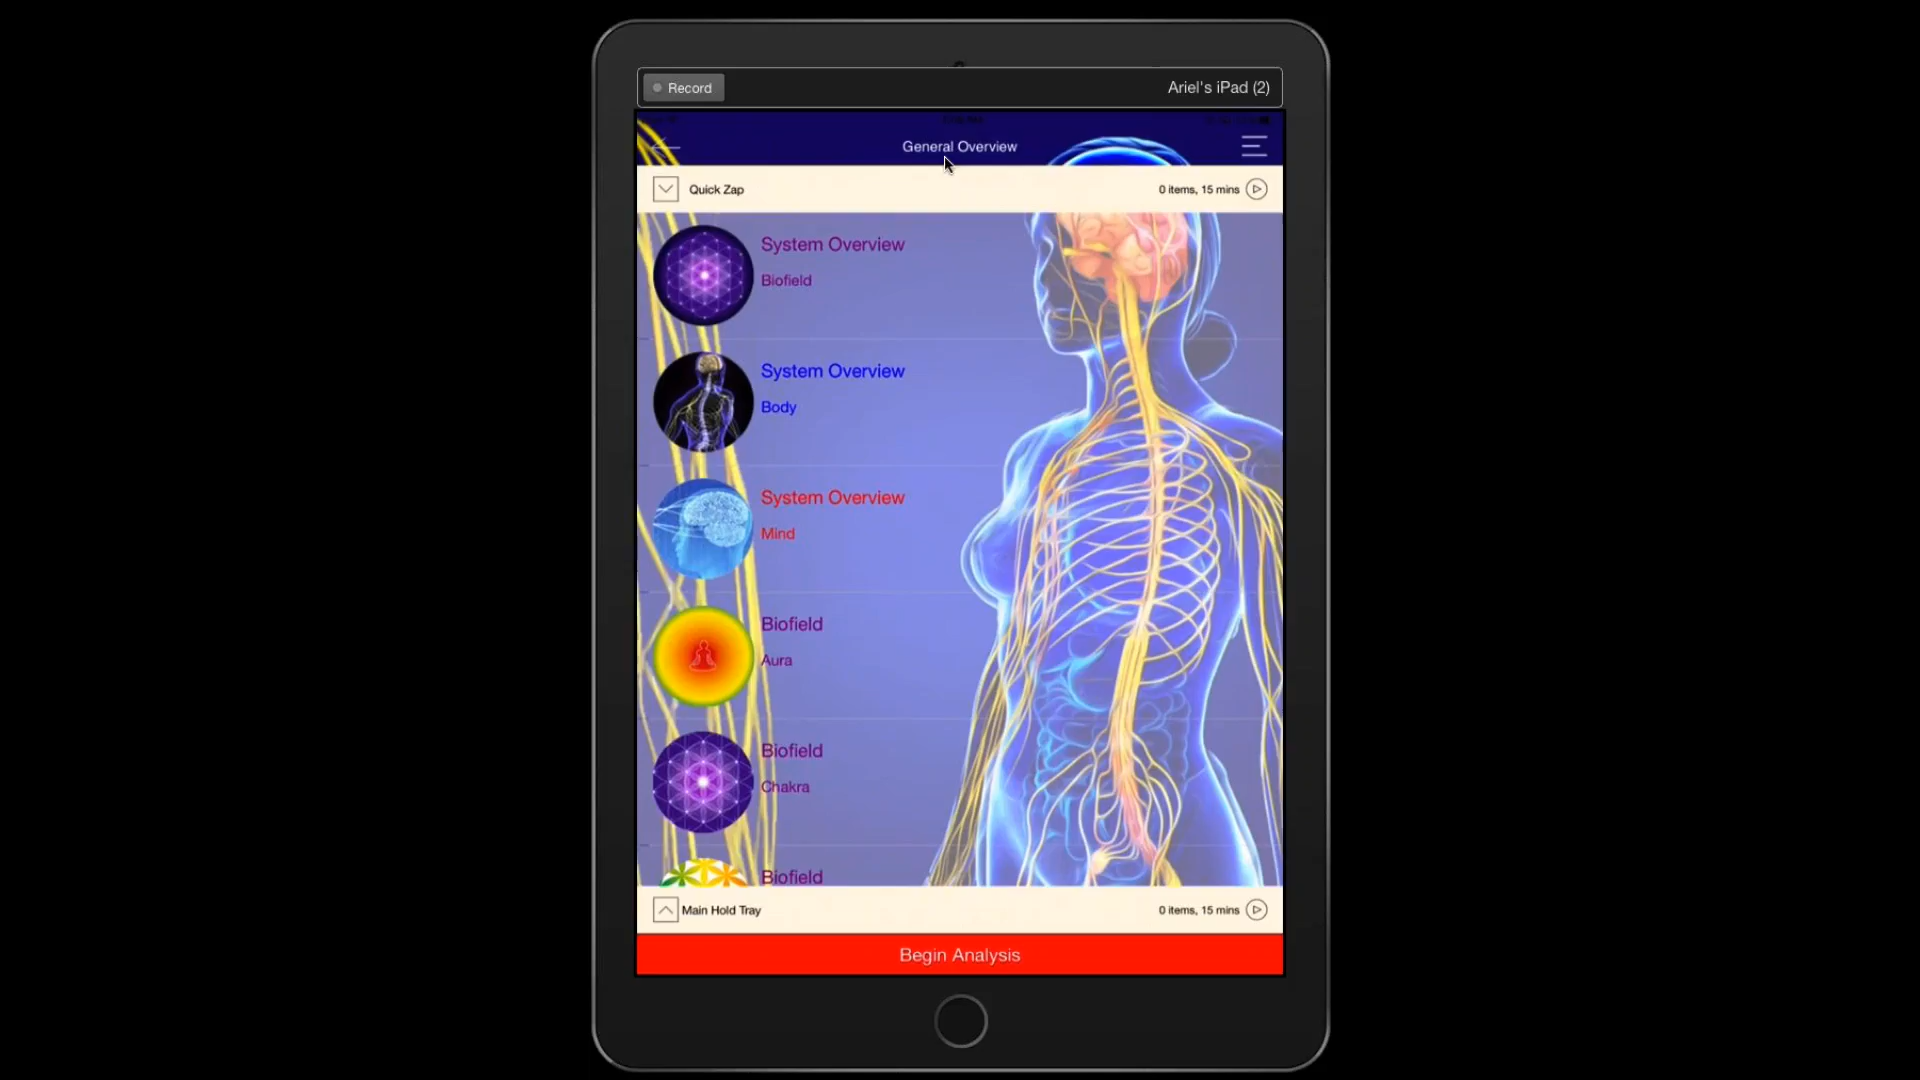 Record
Ariel's iPad (2)
General Overview
Quick Zap
0 items, 15 mins
System Overview
Biofield
System Overview
Body
System Overview
Mind
Biofield
Aura
Biofield
Chakra
Biofield
Main Hold Tray
0 items, 15 mins
Begin Analysis